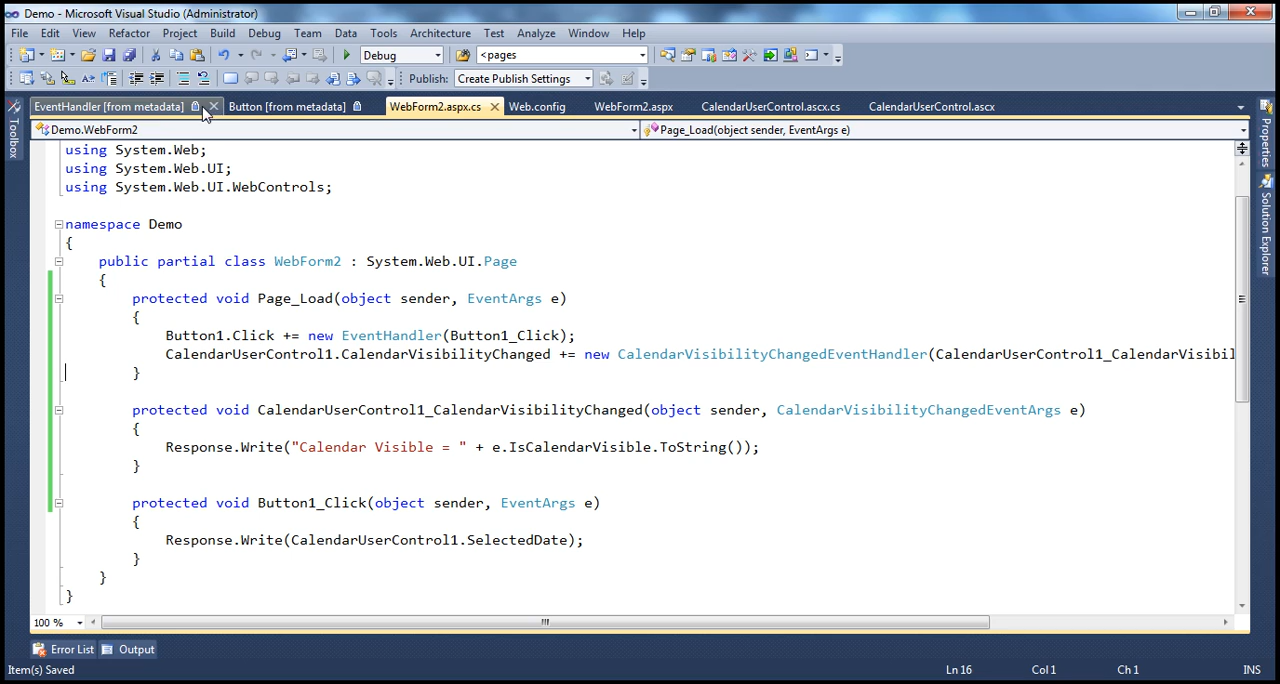 Demo - Microsoft Visual Studio (Administrator)
File Edit View Refactor Project Build Debug Team Data Tools Architecture Test Analyze Window Help
Debug <pages
Publish: Create Publish Settings
EventHandler [from metadata] Button [from metadata] WebForm2.aspx.cs Web.config WebForm2.aspx CalendarUserControl.ascx.cs CalendarUserControl.ascx
Demo.WebForm2 Page_Load(object sender, EventArgs e)
Toolbox
Properties
Solution Explorer
using System.Web;
using System.Web.UI;
using System.Web.UI.WebControls;
namespace Demo
{
public partial class WebForm2 : System.Web.UI.Page
{
protected void Page_Load(object sender, EventArgs e)
{
Button1.Click += new EventHandler(Button1_Click);
CalendarUserControl1.CalendarVisibilityChanged += new CalendarVisibilityChangedEventHandler(CalendarUserControl1_CalendarVisibil
}
protected void CalendarUserControl1_CalendarVisibilityChanged(object sender, CalendarVisibilityChangedEventArgs e)
{
Response.Write("Calendar Visible = " + e.IsCalendarVisible.ToString());
}
protected void Button1_Click(object sender, EventArgs e)
{
Response.Write(CalendarUserControl1.SelectedDate);
}
}
}
100 %
Error List Output
Item(s) Saved Ln 16 Col 1 Ch 1 INS